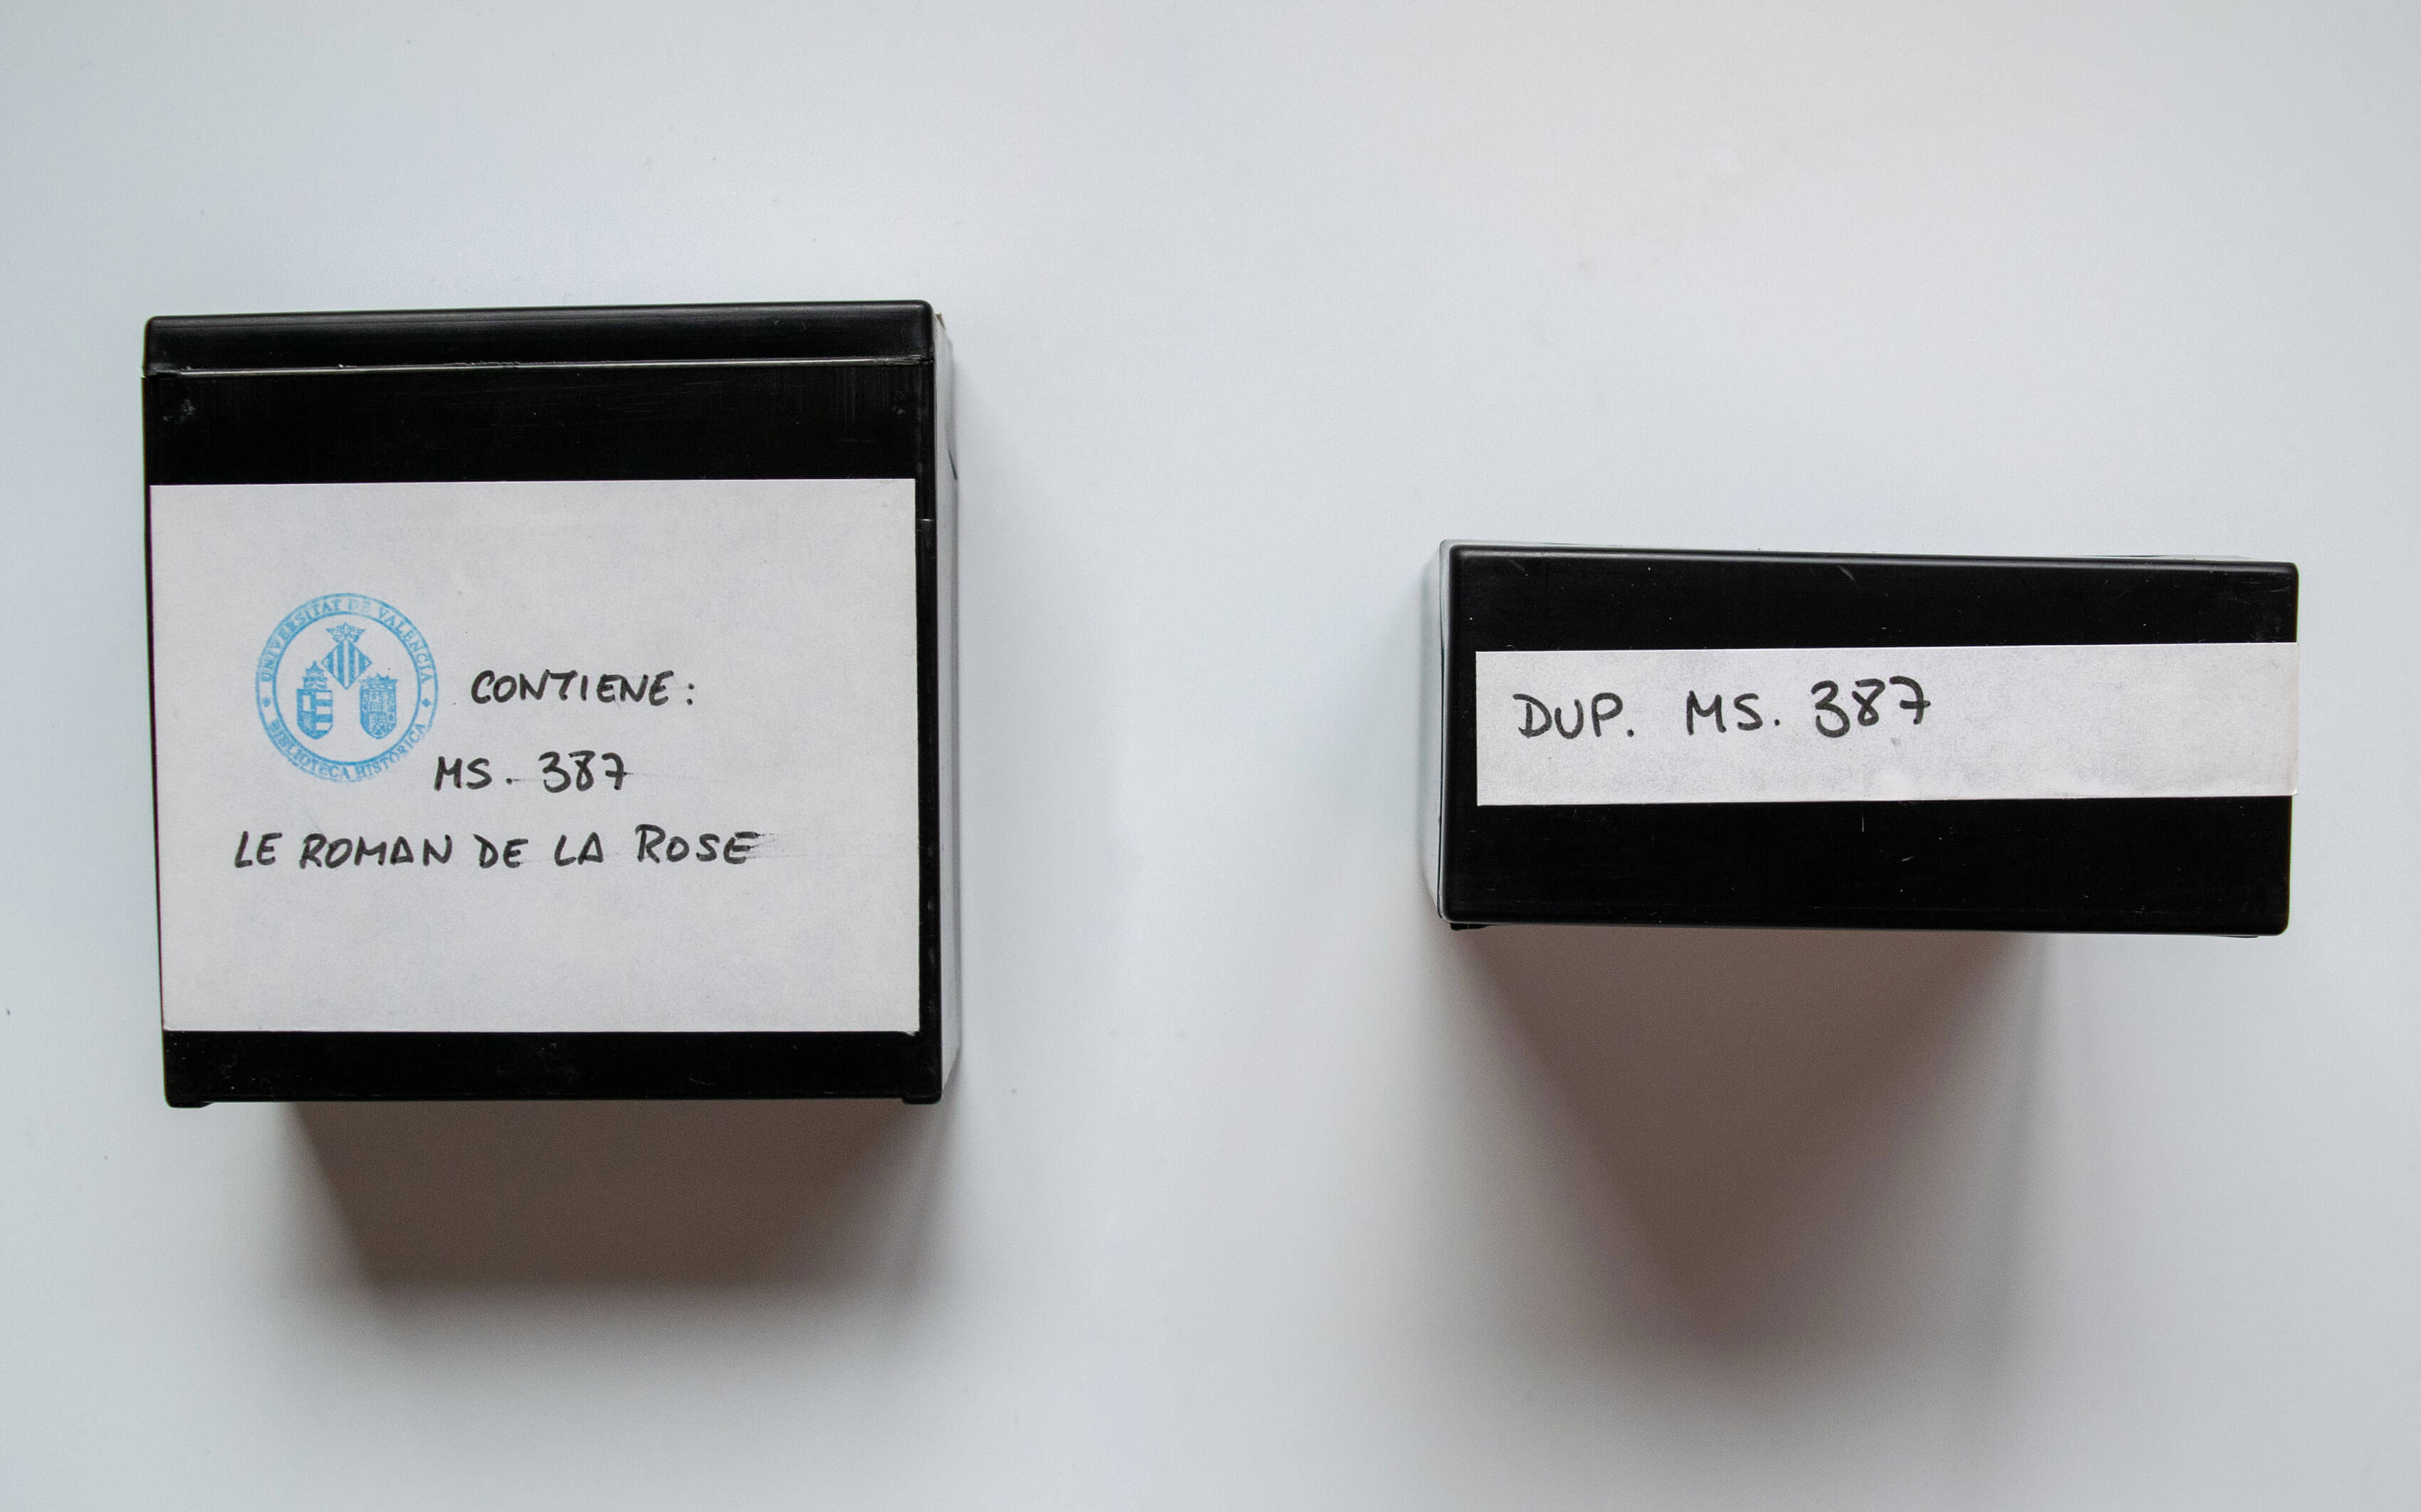 UNIVERSITAT DE VALÈNCIA
BIBLIOTECA HISTÒRICA
CONTIENE:
MS. 387
LE ROMAN DE LA ROSE
DUP. MS. 387